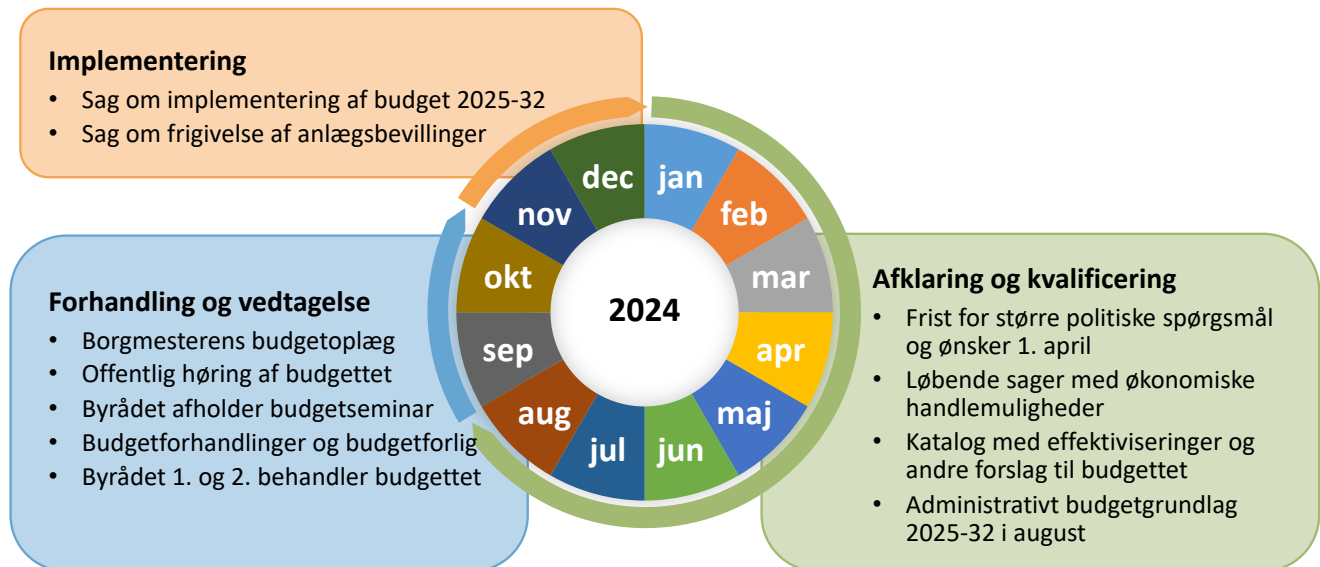 Implementering
• Sag om implementering af budget 2025-32
• Sag om frigivelse af anlægsbevillinger
Forhandling og vedtagelse
• Borgmesterens budgetoplæg
• Offentlig høring af budgettet
• Byrådet afholder budgetseminar
• Budgetforhandlinger og budgetforlig
• Byrådet 1. og 2. behandler budgettet
jan
feb
mar
apr
maj
jun
jul
aug
sep
okt
nov
dec
2024
Afklaring og kvalificering
• Frist for større politiske spørgsmål
og ønsker 1. april
• Løbende sager med økonomiske
handlemuligheder
• Katalog med effektiviseringer og
andre forslag til budgettet
• Administrativt budgetgrundlag
2025-32 i august